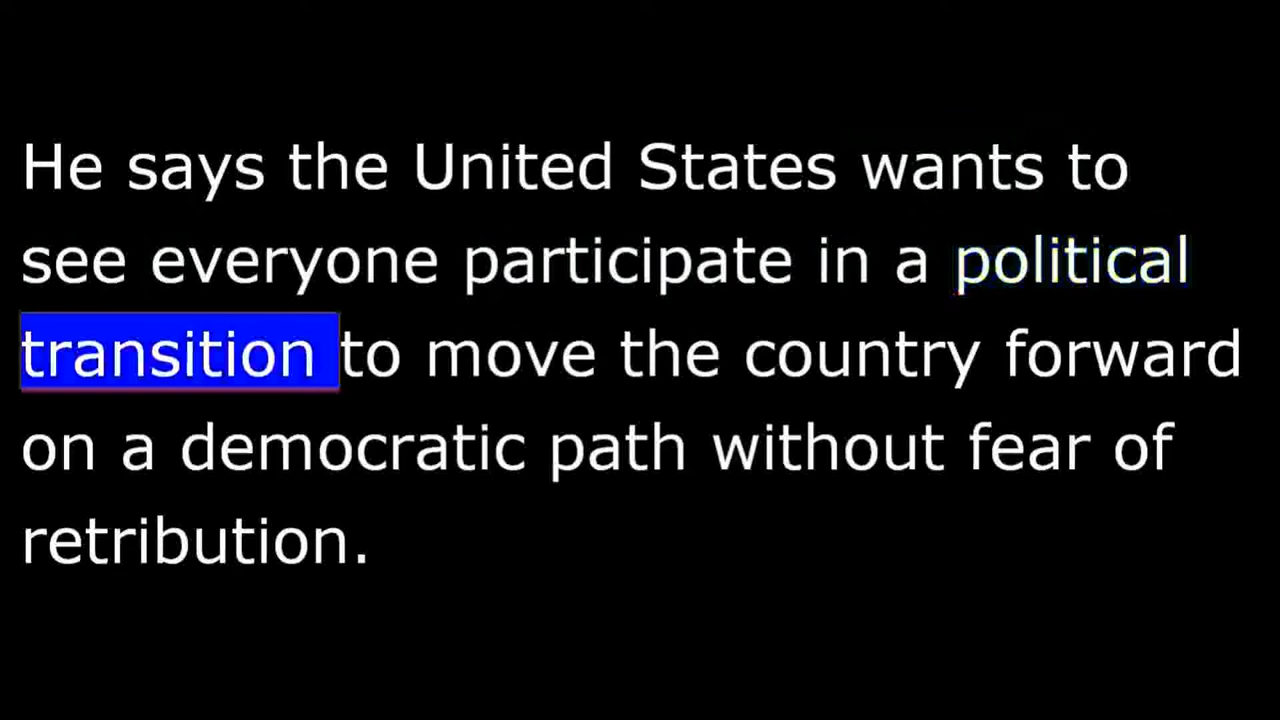 He says the United States wants to
see everyone participate in a political
transition to move the country forward
on a democratic path without fear of
retribution.